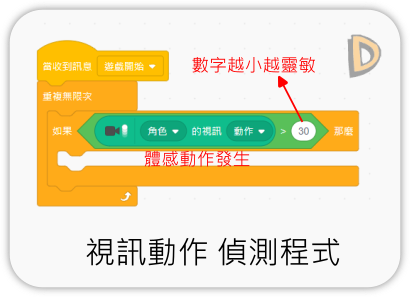 當收到訊息 遊戲開始
數字越小越靈敏
重複無限次
如果 角色 的視訊 動作 > 30 那麼
體感動作發生
視訊動作 偵測程式